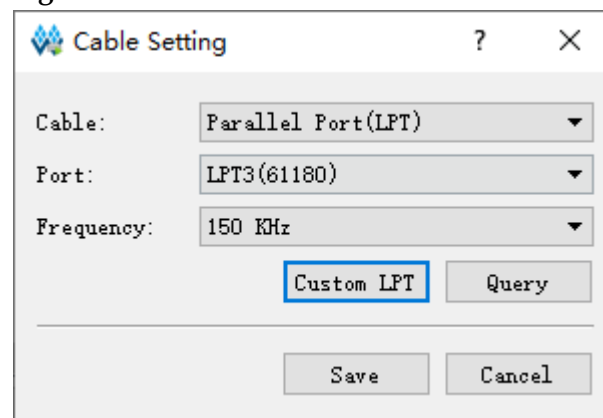 Cable Setting ? ×
Cable: Parallel Port(LPT)
Port: LPT3(61180)
Frequency: 150 KHz
Custom LPT Query
Save Cancel